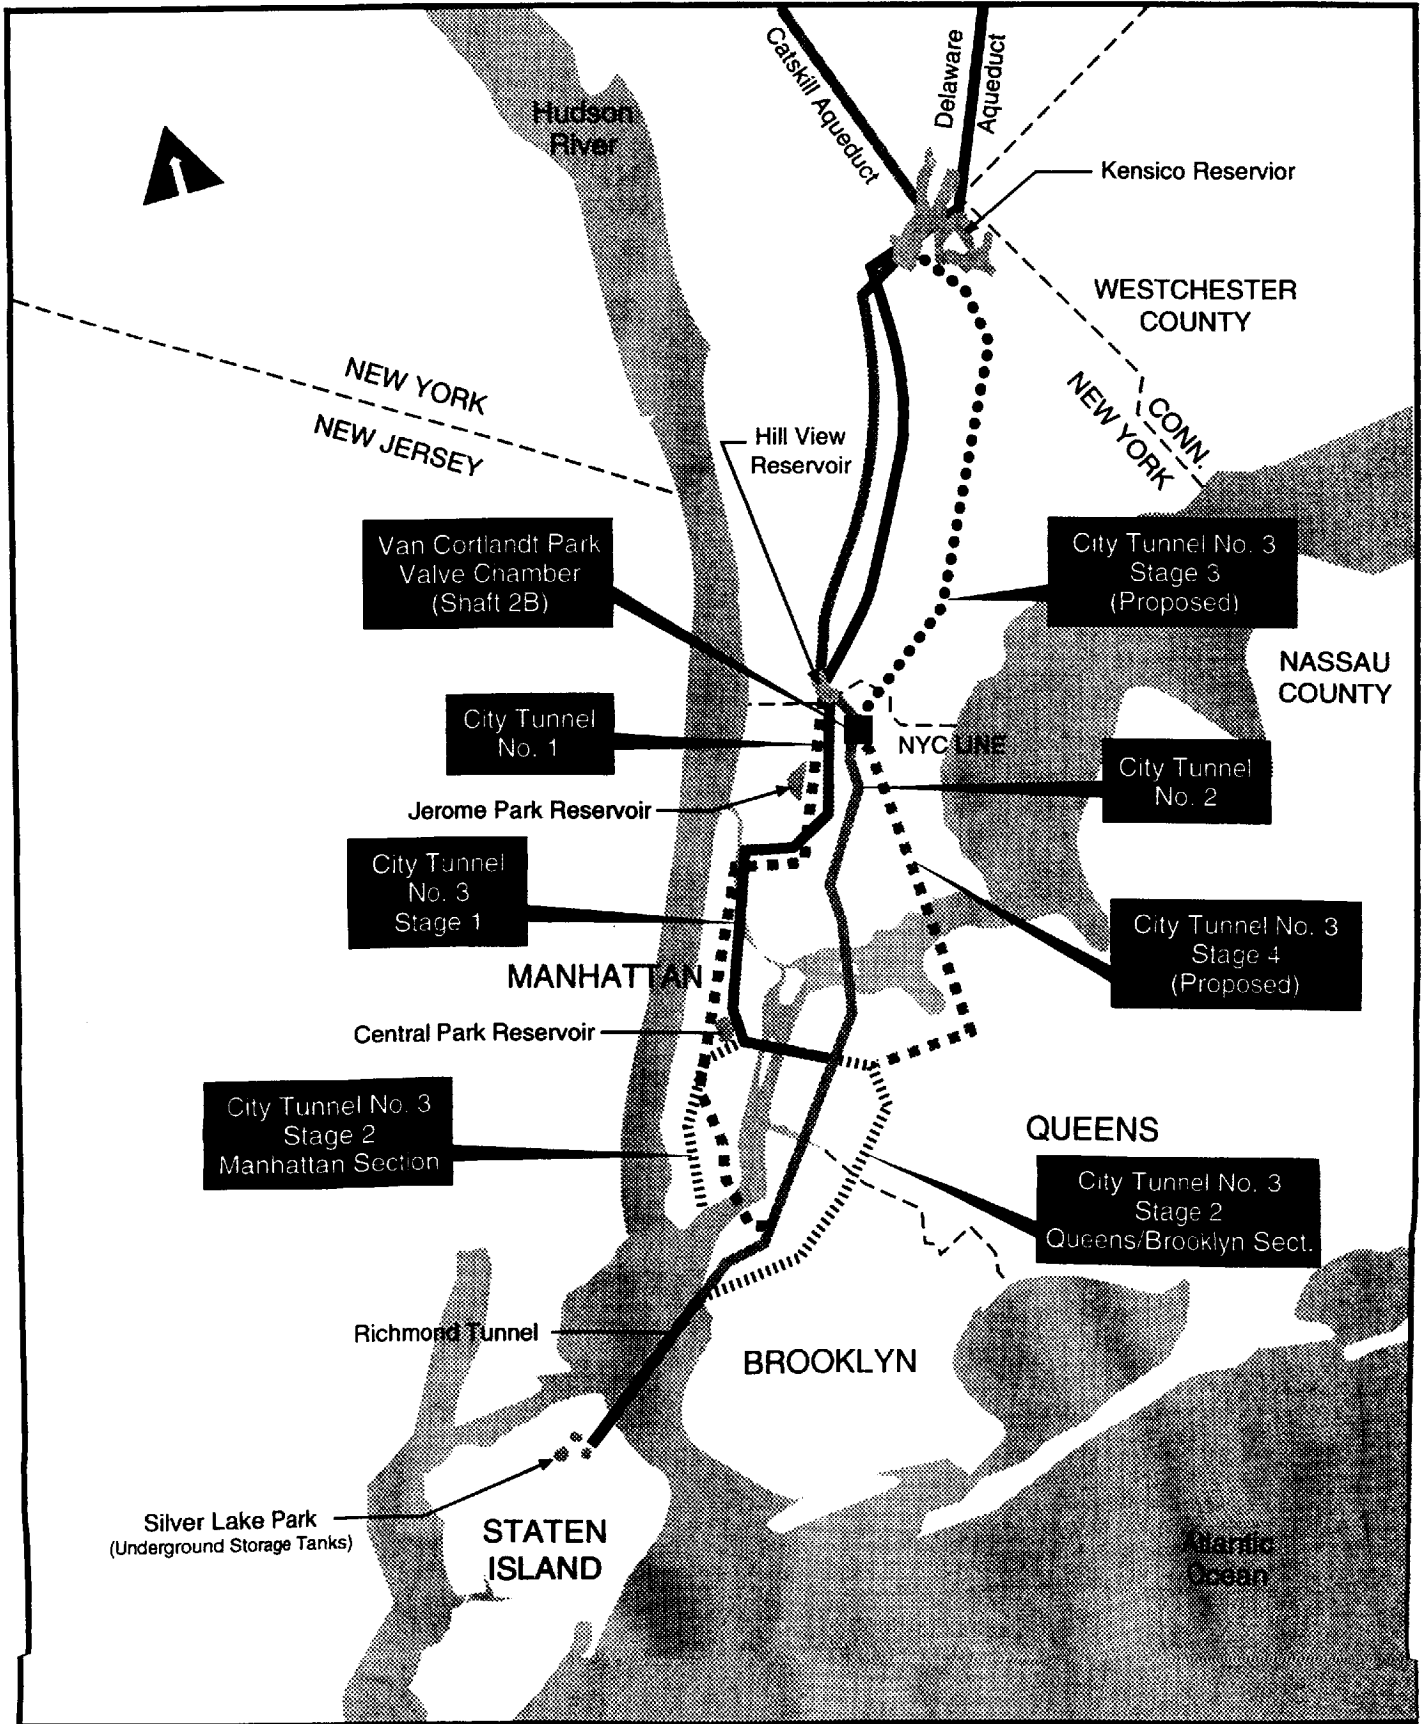 Catskill Aqueduct
Delaware
Aqueduct
Hudson
River
Kensico Reservior
WESTCHESTER
COUNTY
NEW YORK
NEW JERSEY
CONN.
NEW YORK
Hill View
Reservoir
Van Cortlandt Park
Valve Chamber
(Shaft 2B)
City Tunnel No. 3
Stage 3
(Proposed)
NASSAU
COUNTY
City Tunnel
No. 1
NYC LINE
City Tunnel
No. 2
Jerome Park Reservoir
City Tunnel
No. 3
Stage 1
City Tunnel No. 3
Stage 4
(Proposed)
MANHATTAN
Central Park Reservoir
City Tunnel No. 3
Stage 2
Manhattan Section
QUEENS
City Tunnel No. 3
Stage 2
Queens/Brooklyn Sect.
Richmond Tunnel
BROOKLYN
Silver Lake Park
(Underground Storage Tanks)
STATEN
ISLAND
Atlantic
Ocean